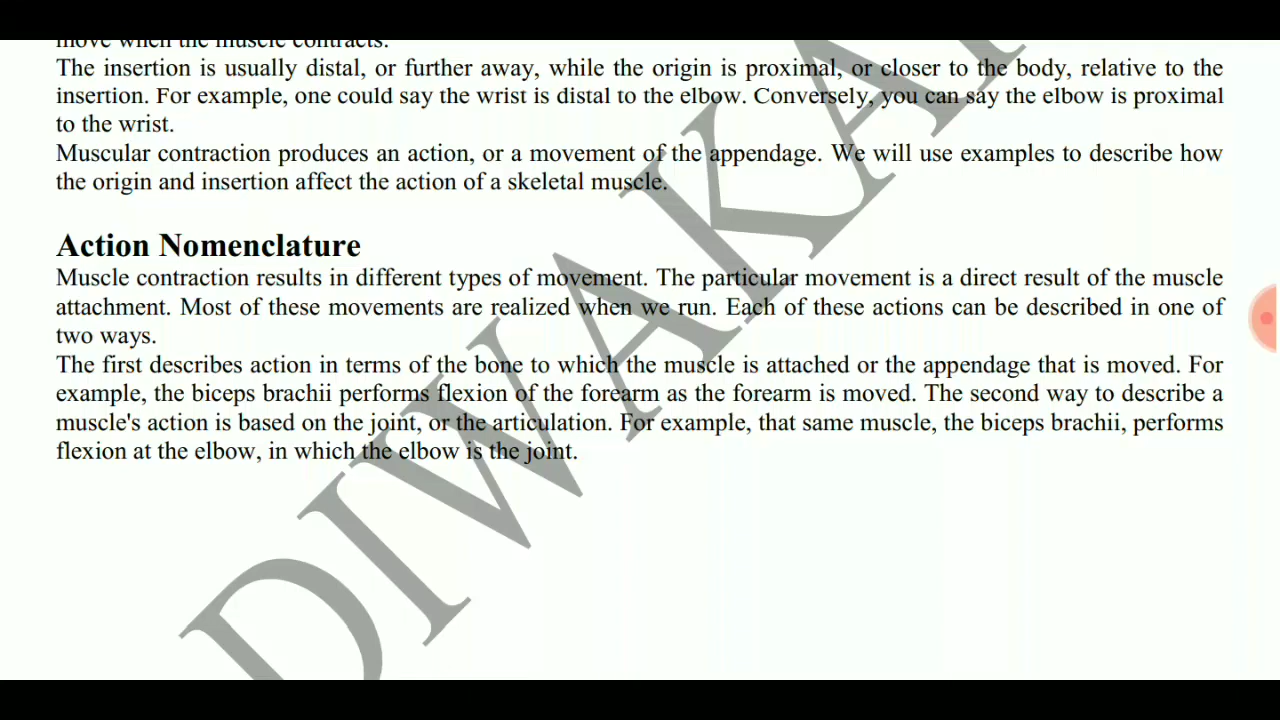 move when the muscle contracts.
The insertion is usually distal, or further away, while the origin is proximal, or closer to the body, relative to the
insertion. For example, one could say the wrist is distal to the elbow. Conversely, you can say the elbow is proximal
to the wrist.
Muscular contraction produces an action, or a movement of the appendage. We will use examples to describe how
the origin and insertion affect the action of a skeletal muscle.
Action Nomenclature
Muscle contraction results in different types of movement. The particular movement is a direct result of the muscle
attachment. Most of these movements are realized when we run. Each of these actions can be described in one of
two ways.
The first describes action in terms of the bone to which the muscle is attached or the appendage that is moved. For
example, the biceps brachii performs flexion of the forearm as the forearm is moved. The second way to describe a
muscle's action is based on the joint, or the articulation. For example, that same muscle, the biceps brachii, performs
flexion at the elbow, in which the elbow is the joint.
DIWAKAR